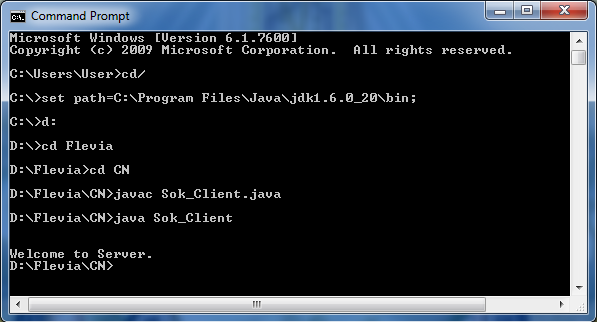 Command Prompt
Microsoft Windows [Version 6.1.7600]
Copyright (c) 2009 Microsoft Corporation.  All rights reserved.
C:\Users\User>cd/
C:\>set path=C:\Program Files\Java\jdk1.6.0_20\bin;
C:\>d:
D:\>cd Flevia
D:\Flevia>cd CN
D:\Flevia\CN>javac Sok_Client.java
D:\Flevia\CN>java Sok_Client
Welcome to Server.
D:\Flevia\CN>